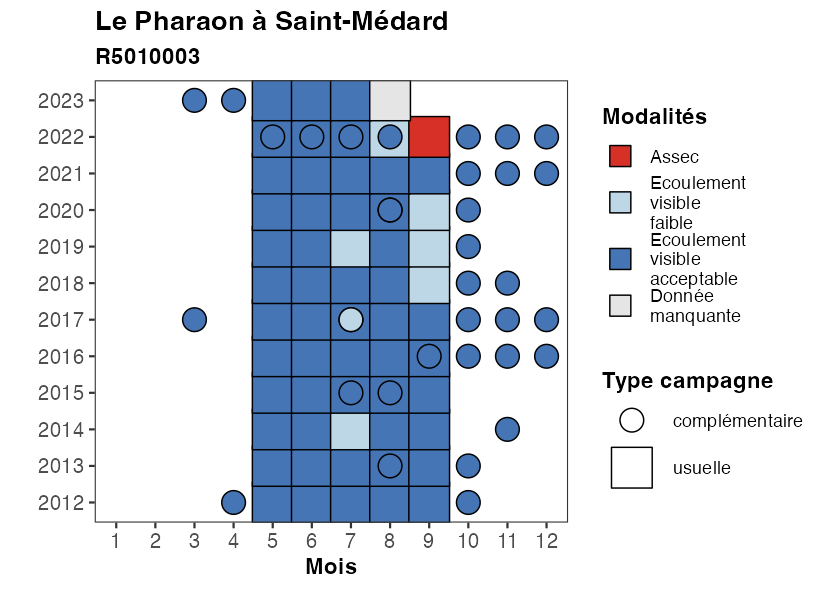 Le Pharaon à Saint-Médard
R5010003
2023
2022
2021
2020
2019
2018
2017
2016
2015
2014
2013
2012
1 2 3 4 5 6 7 8 9 10 11 12
Mois
Modalités
Assec
Ecoulement
visible
faible
Ecoulement
visible
acceptable
Donnée
manquante
Type campagne
complémentaire
usuelle